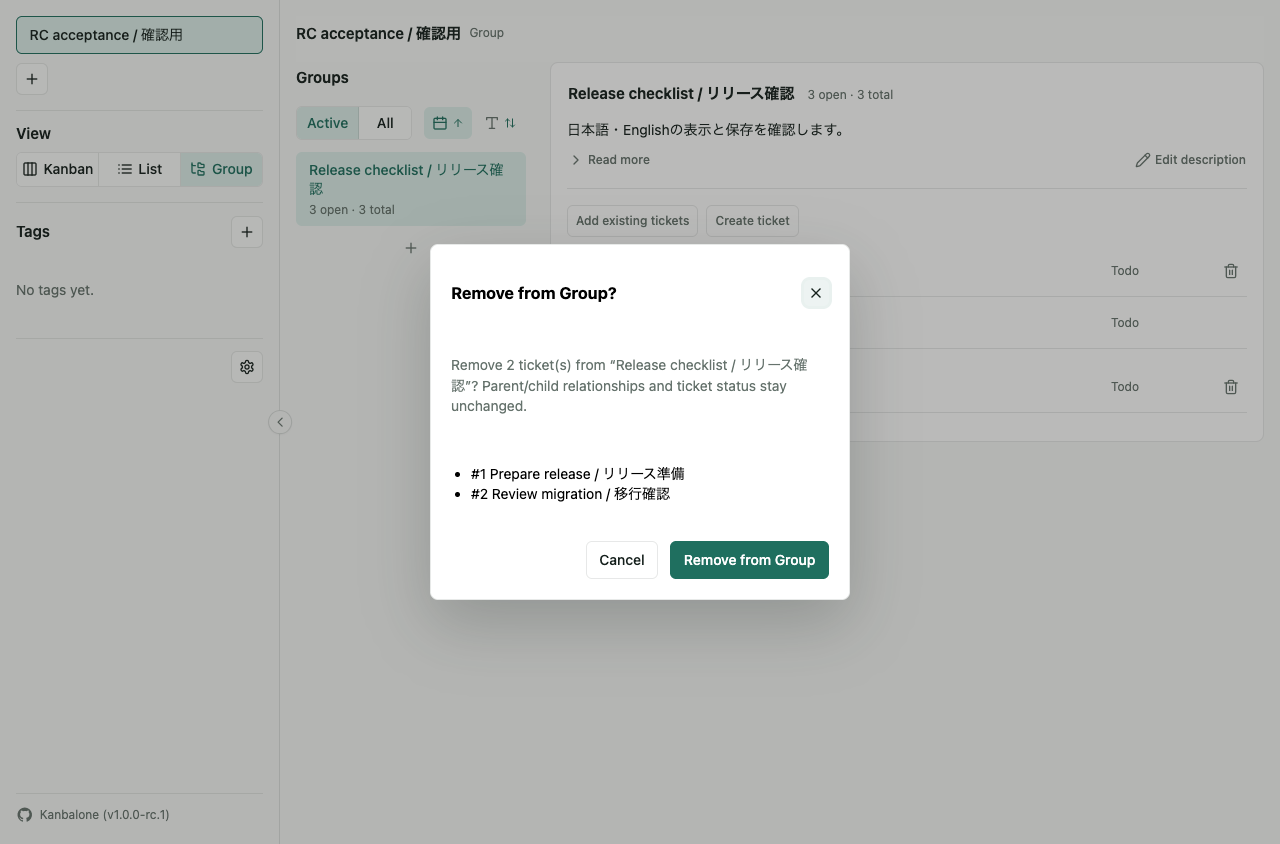 RC acceptance / 確認用
View
Kanban
List
Group
Tags
No tags yet.
Kanbalone (v1.0.0-rc.1)
RC acceptance / 確認用 Group
Groups
Active
All
Release checklist / リリース確
認
3 open · 3 total
Release checklist / リリース確認 3 open · 3 total
日本語・Englishの表示と保存を確認します。
Read more
Edit description
Add existing tickets
Create ticket
Todo
Todo
Todo
Remove from Group?
Remove 2 ticket(s) from “Release checklist / リリース確
認”? Parent/child relationships and ticket status stay
unchanged.
#1 Prepare release / リリース準備
#2 Review migration / 移行確認
Cancel
Remove from Group